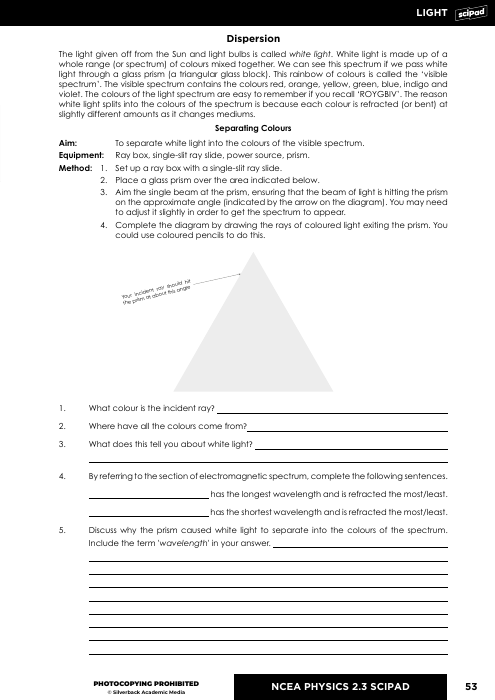 LIGHT scipad
Dispersion
The light given off from the Sun and light bulbs is called white light. White light is made up of a
whole range (or spectrum) of colours mixed together. We can see this spectrum if we pass white
light through a glass prism (a triangular glass block). This rainbow of colours is called the 'visible
spectrum'. The visible spectrum contains the colours red, orange, yellow, green, blue, indigo and
violet. The colours of the light spectrum are easy to remember if you recall 'ROYGBIV'. The reason
white light splits into the colours of the spectrum is because each colour is refracted (or bent) at
slightly different amounts as it changes mediums.
Separating Colours
Aim: To separate white light into the colours of the visible spectrum.
Equipment: Ray box, single-slit ray slide, power source, prism.
Method: 1. Set up a ray box with a single-slit ray slide.
2. Place a glass prism over the area indicated below.
3. Aim the single beam at the prism, ensuring that the beam of light is hitting the prism
on the approximate angle (indicated by the arrow on the diagram). You may need
to adjust it slightly in order to get the spectrum to appear.
4. Complete the diagram by drawing the rays of coloured light exiting the prism. You
could use coloured pencils to do this.
Your incident ray should hit
the prism at about this angle
1. What colour is the incident ray?
2. Where have all the colours come from?
3. What does this tell you about white light?
4. By referring to the section of electromagnetic spectrum, complete the following sentences.
has the longest wavelength and is refracted the most/least.
has the shortest wavelength and is refracted the most/least.
5. Discuss why the prism caused white light to separate into the colours of the spectrum.
Include the term 'wavelength' in your answer.
PHOTOCOPYING PROHIBITED
© Silverback Academic Media
NCEA PHYSICS 2.3 SCIPAD
53